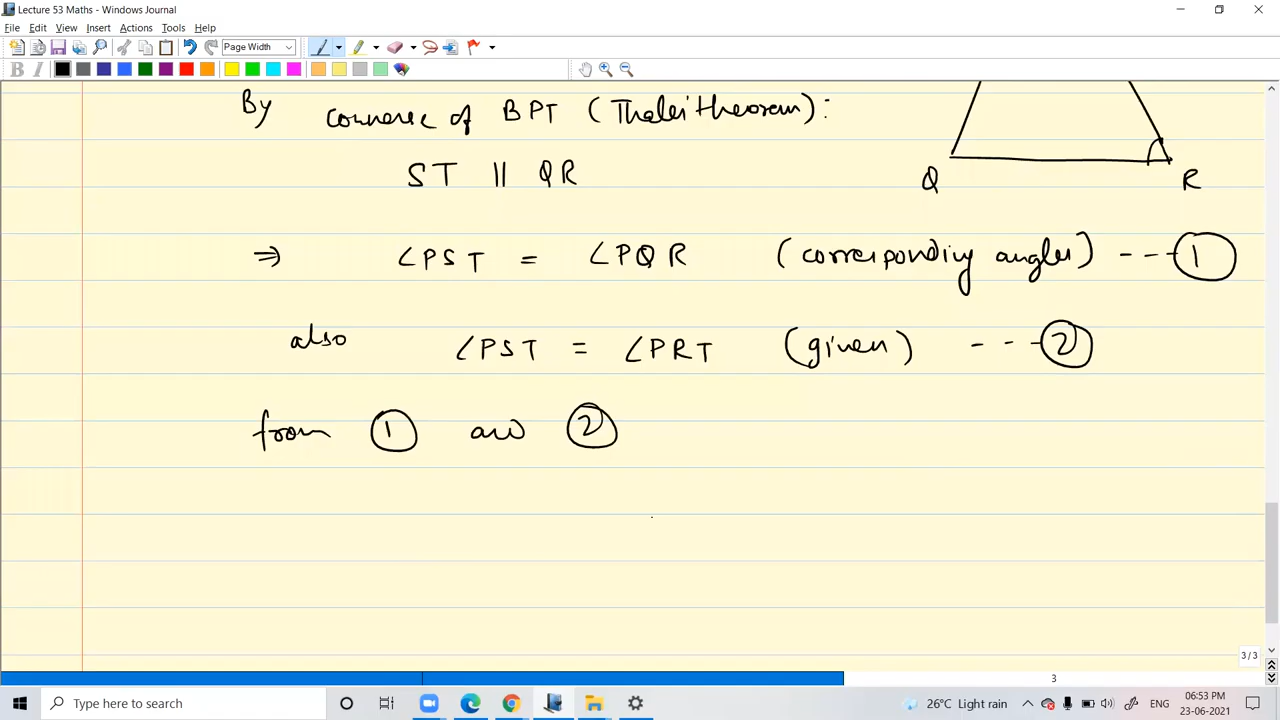 Lecture 53 Maths - Windows Journal
File Edit View Insert Actions Tools Help
Page Width
B I
By converse of BPT (Thales theorem):
ST || QR
Q R
⇒ ∠PST = ∠PQR (corresponding angles) --- 1
also ∠PST = ∠PRT (given) --- 2
from 1 and 2
3/3
3
Type here to search
26°C Light rain ENG 06:53 PM
23-06-2021